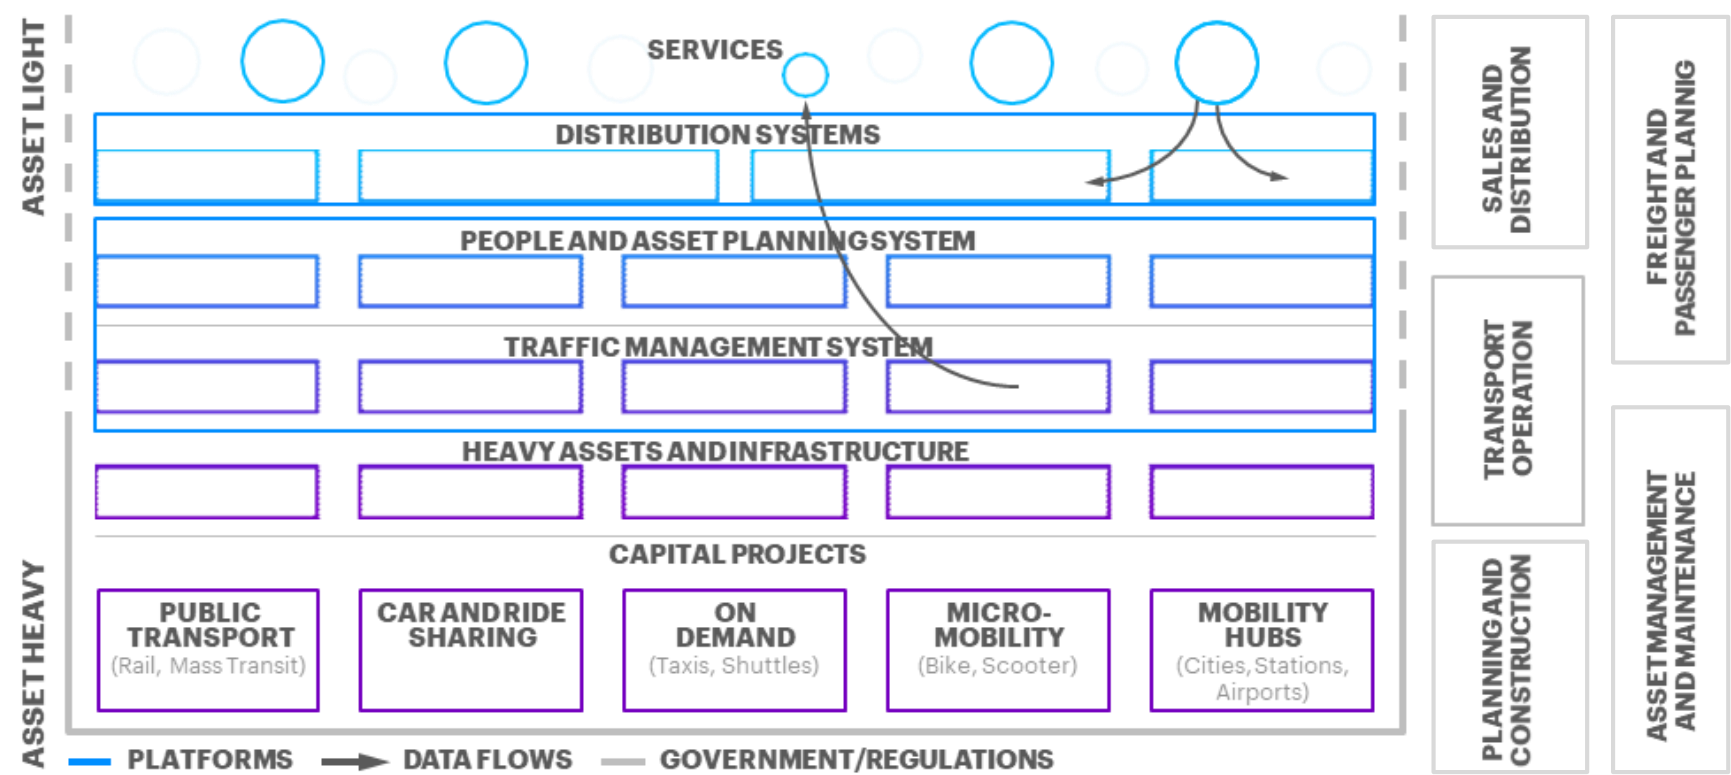 ASSET LIGHT
SERVICES
DISTRIBUTION SYSTEMS
PEOPLE AND ASSET PLANNING SYSTEM
TRAFFIC MANAGEMENT SYSTEM
HEAVY ASSETS AND INFRASTRUCTURE
CAPITAL PROJECTS
ASSET HEAVY
PUBLIC
TRANSPORT
(Rail, Mass Transit)
CAR AND RIDE
SHARING
ON
DEMAND
(Taxis, Shuttles)
MICRO-
MOBILITY
(Bike, Scooter)
MOBILITY
HUBS
(Cities, Stations,
Airports)
PLATFORMS
DATA FLOWS
GOVERNMENT/REGULATIONS
SALES AND
DISTRIBUTION
TRANSPORT
OPERATION
PLANNING AND
CONSTRUCTION
FREIGHT AND
PASSENGER PLANNING
ASSET MANAGEMENT
AND MAINTENANCE